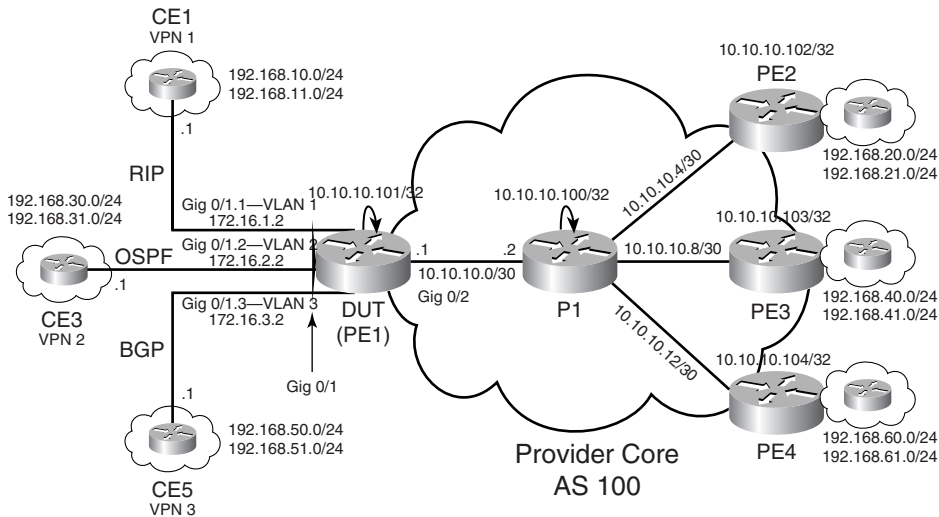 CE1
VPN 1
192.168.10.0/24
192.168.11.0/24
.1
RIP
192.168.30.0/24
192.168.31.0/24
OSPF
.1
CE3
VPN 2
BGP
.1
192.168.50.0/24
192.168.51.0/24
CE5
VPN 3
10.10.10.101/32
Gig 0/1.1—VLAN 1
172.16.1.2
Gig 0/1.2—VLAN 2
172.16.2.2
Gig 0/1.3—VLAN 3
172.16.3.2
Gig 0/1
DUT
(PE1)
.1
.2
10.10.10.0/30
Gig 0/2
10.10.10.100/32
P1
10.10.10.4/30
10.10.10.8/30
10.10.10.12/30
10.10.10.102/32
PE2
192.168.20.0/24
192.168.21.0/24
10.10.10.103/32
PE3
192.168.40.0/24
192.168.41.0/24
10.10.10.104/32
PE4
192.168.60.0/24
192.168.61.0/24
Provider Core
AS 100